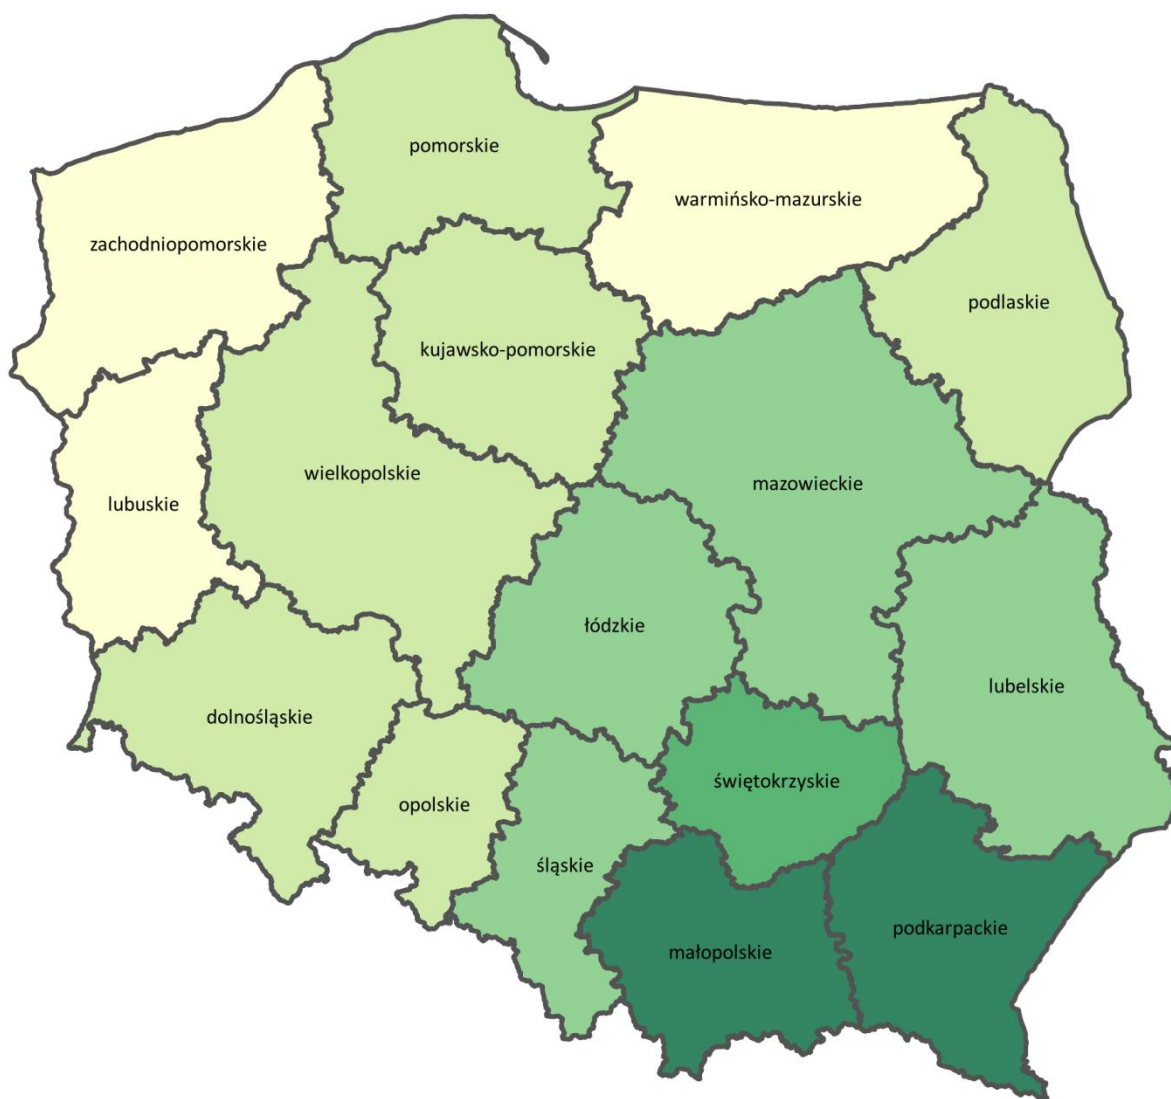 pomorskie
warmińsko-mazurskie
zachodniopomorskie
podlaskie
kujawsko-pomorskie
wielkopolskie
mazowieckie
lubuskie
łódzkie
lubelskie
dolnośląskie
świętokrzyskie
opolskie
śląskie
podkarpackie
małopolskie